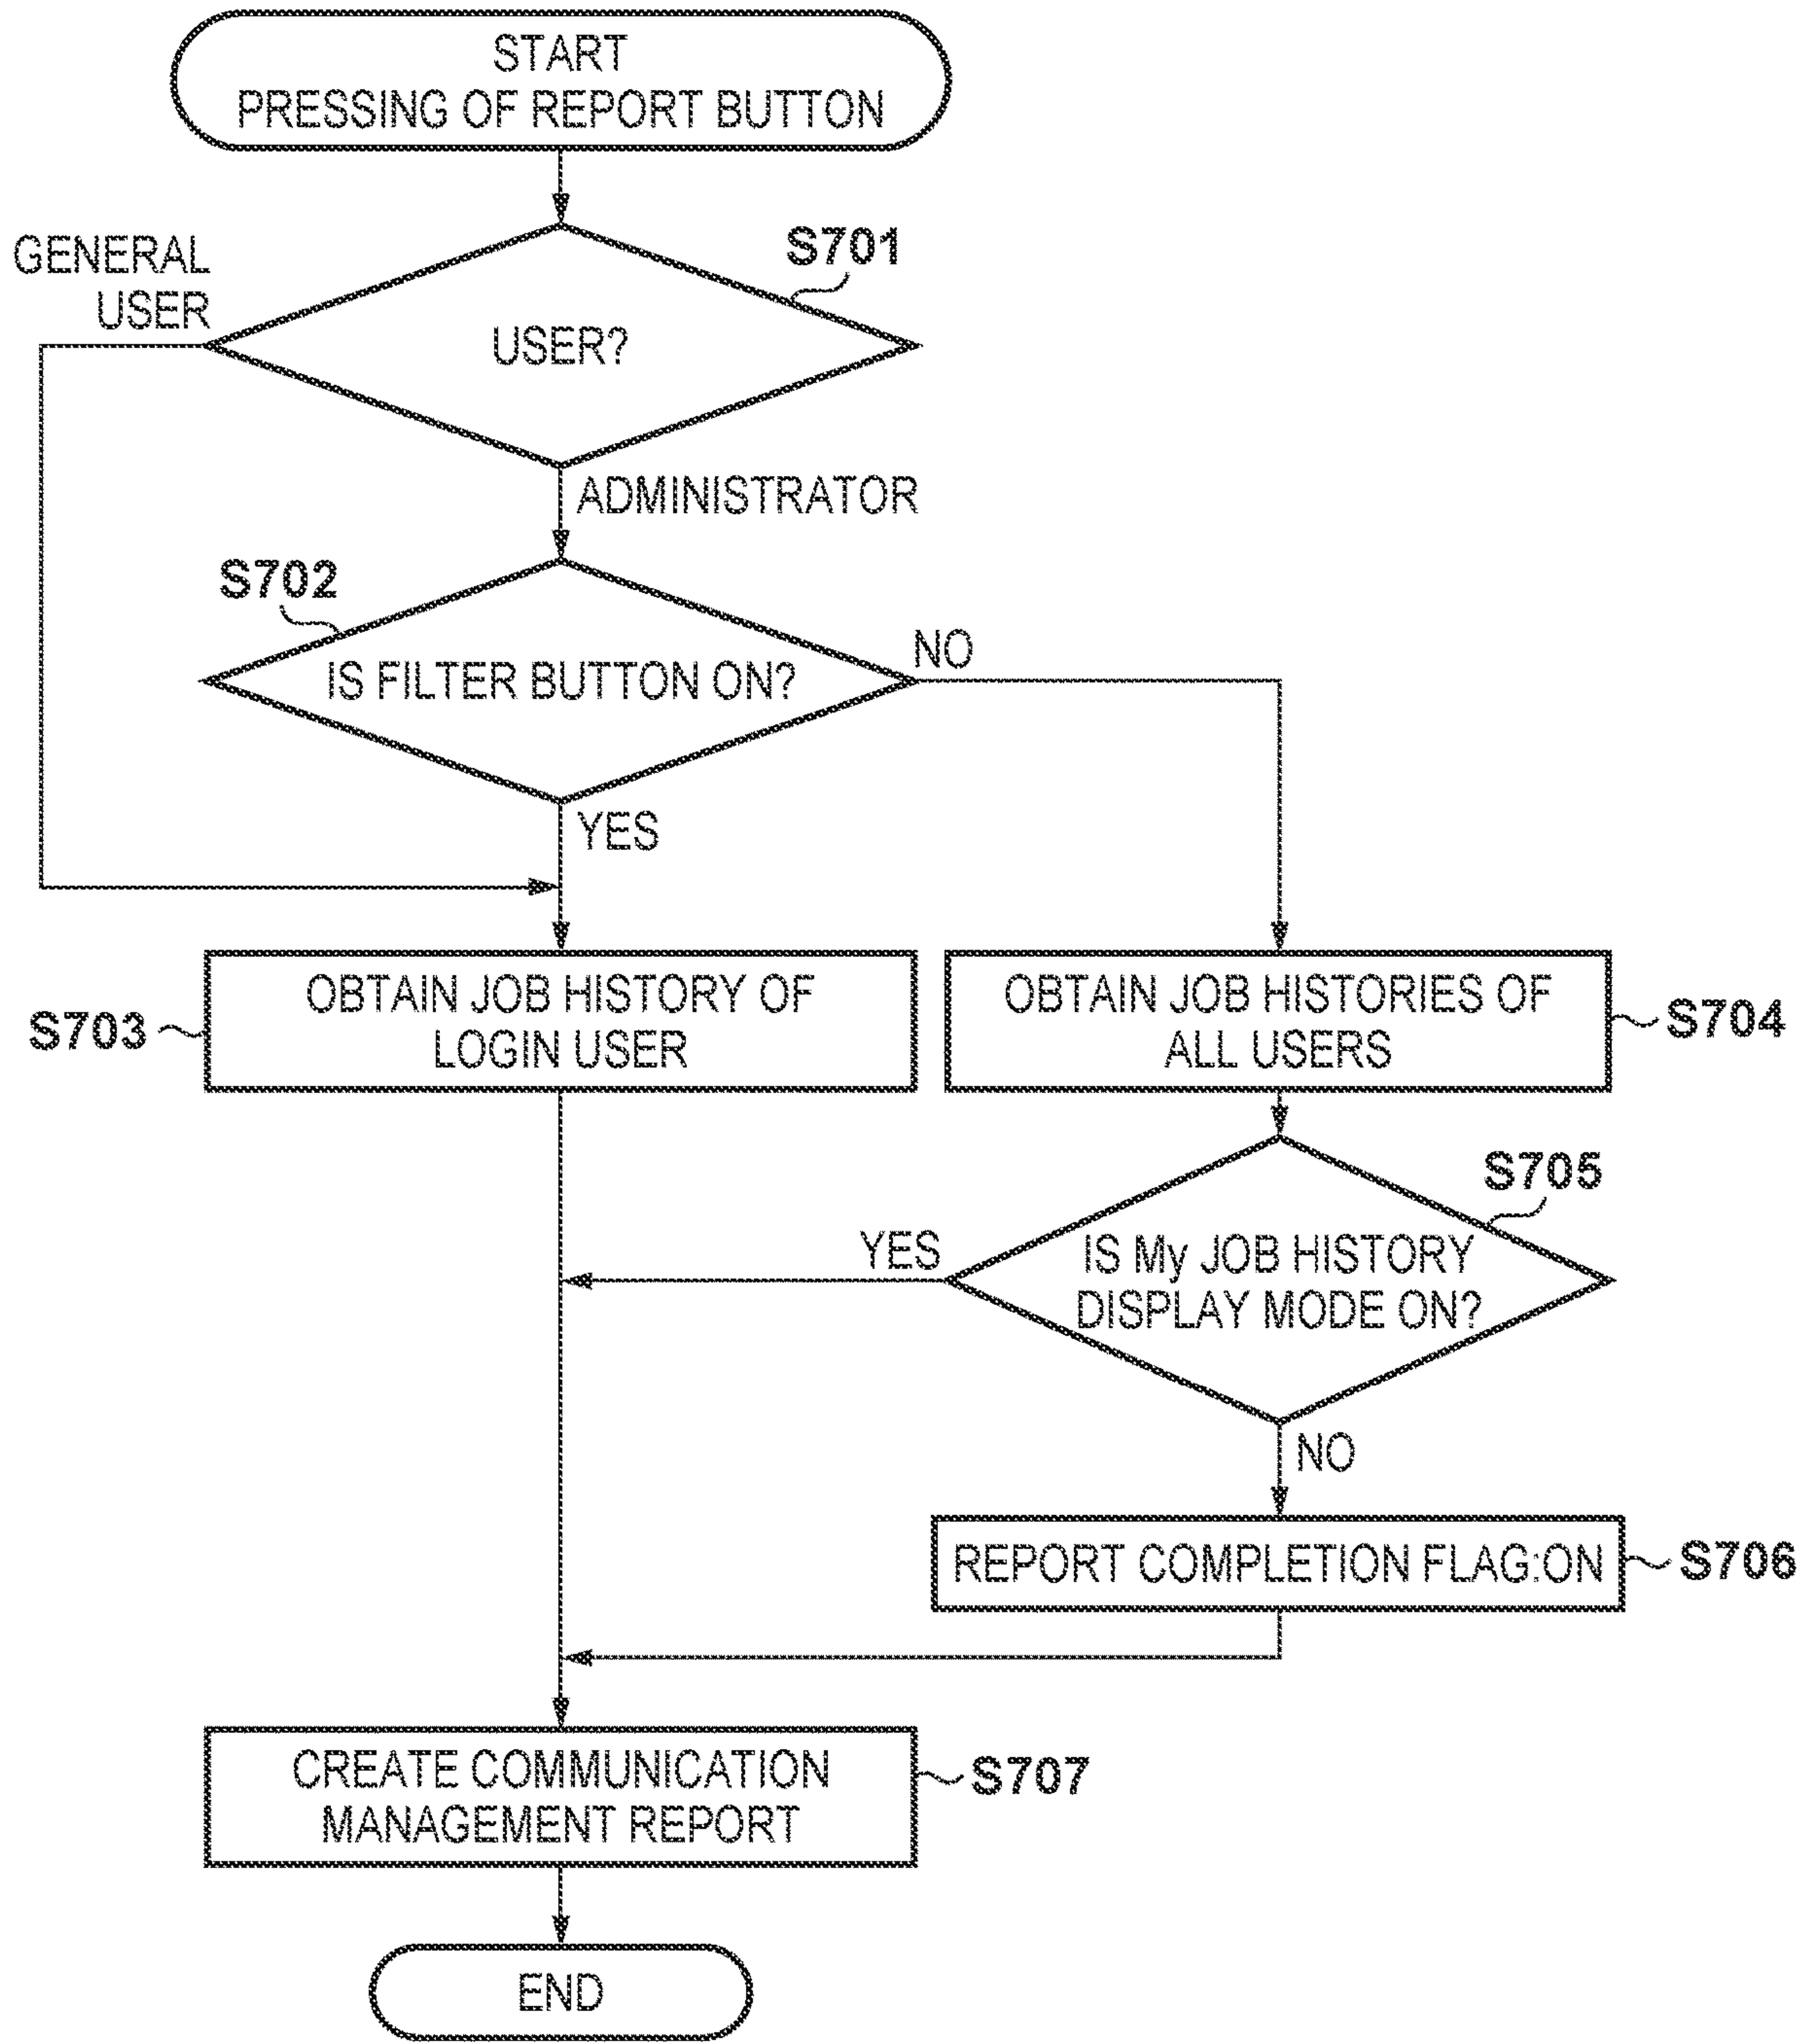 START
PRESSING OF REPORT BUTTON
GENERAL
USER
S701
USER?
ADMINISTRATOR
S702
IS FILTER BUTTON ON?
NO
YES
OBTAIN JOB HISTORY OF
LOGIN USER
S703
OBTAIN JOB HISTORIES OF
ALL USERS
S704
S705
IS My JOB HISTORY
DISPLAY MODE ON?
YES
NO
REPORT COMPLETION FLAG:ON
S706
CREATE COMMUNICATION
MANAGEMENT REPORT
S707
END